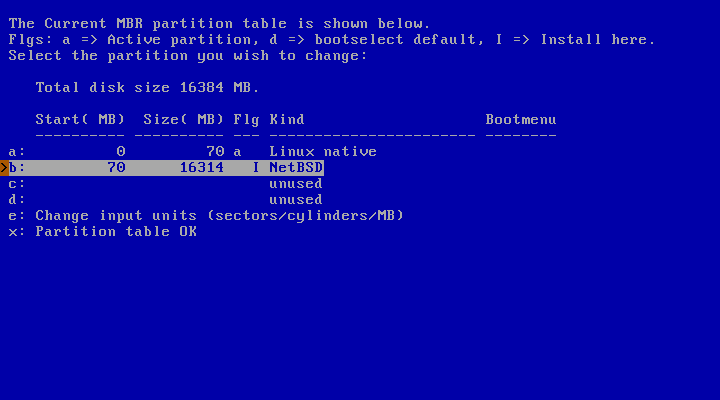 The Current MBR partition table is shown below.
Flgs: a => Active partition, d => bootselect default, I => Install here.
Select the partition you wish to change:
Total disk size 16384 MB.
Start( MB)  Size( MB) Flg Kind                    Bootmenu
---------- ---------- --- ----------------------- --------
a:          0         70 a   Linux native
>b:         70      16314   I NetBSD
c:                           unused
d:                           unused
e: Change input units (sectors/cylinders/MB)
x: Partition table OK